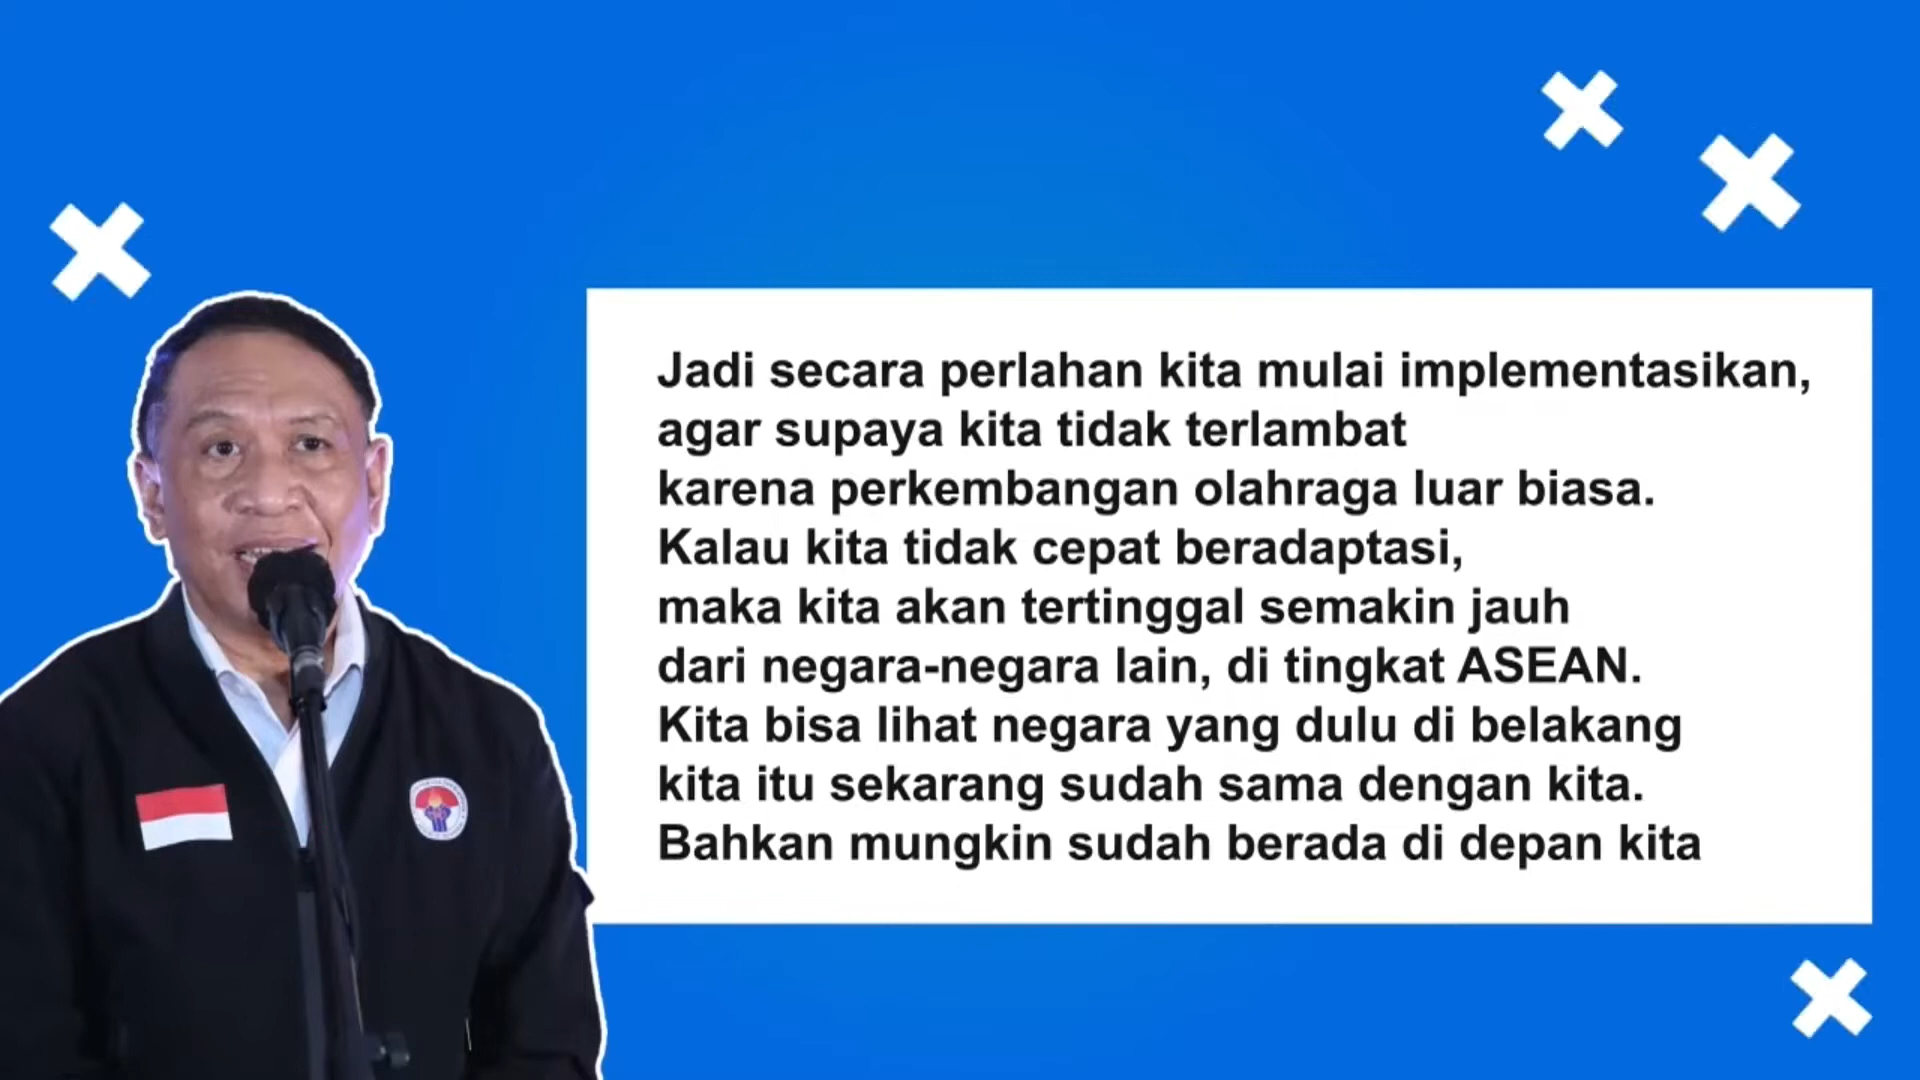 Jadi secara perlahan kita mulai implementasikan,
agar supaya kita tidak terlambat
karena perkembangan olahraga luar biasa.
Kalau kita tidak cepat beradaptasi,
maka kita akan tertinggal semakin jauh
dari negara-negara lain, di tingkat ASEAN.
Kita bisa lihat negara yang dulu di belakang
kita itu sekarang sudah sama dengan kita.
Bahkan mungkin sudah berada di depan kita